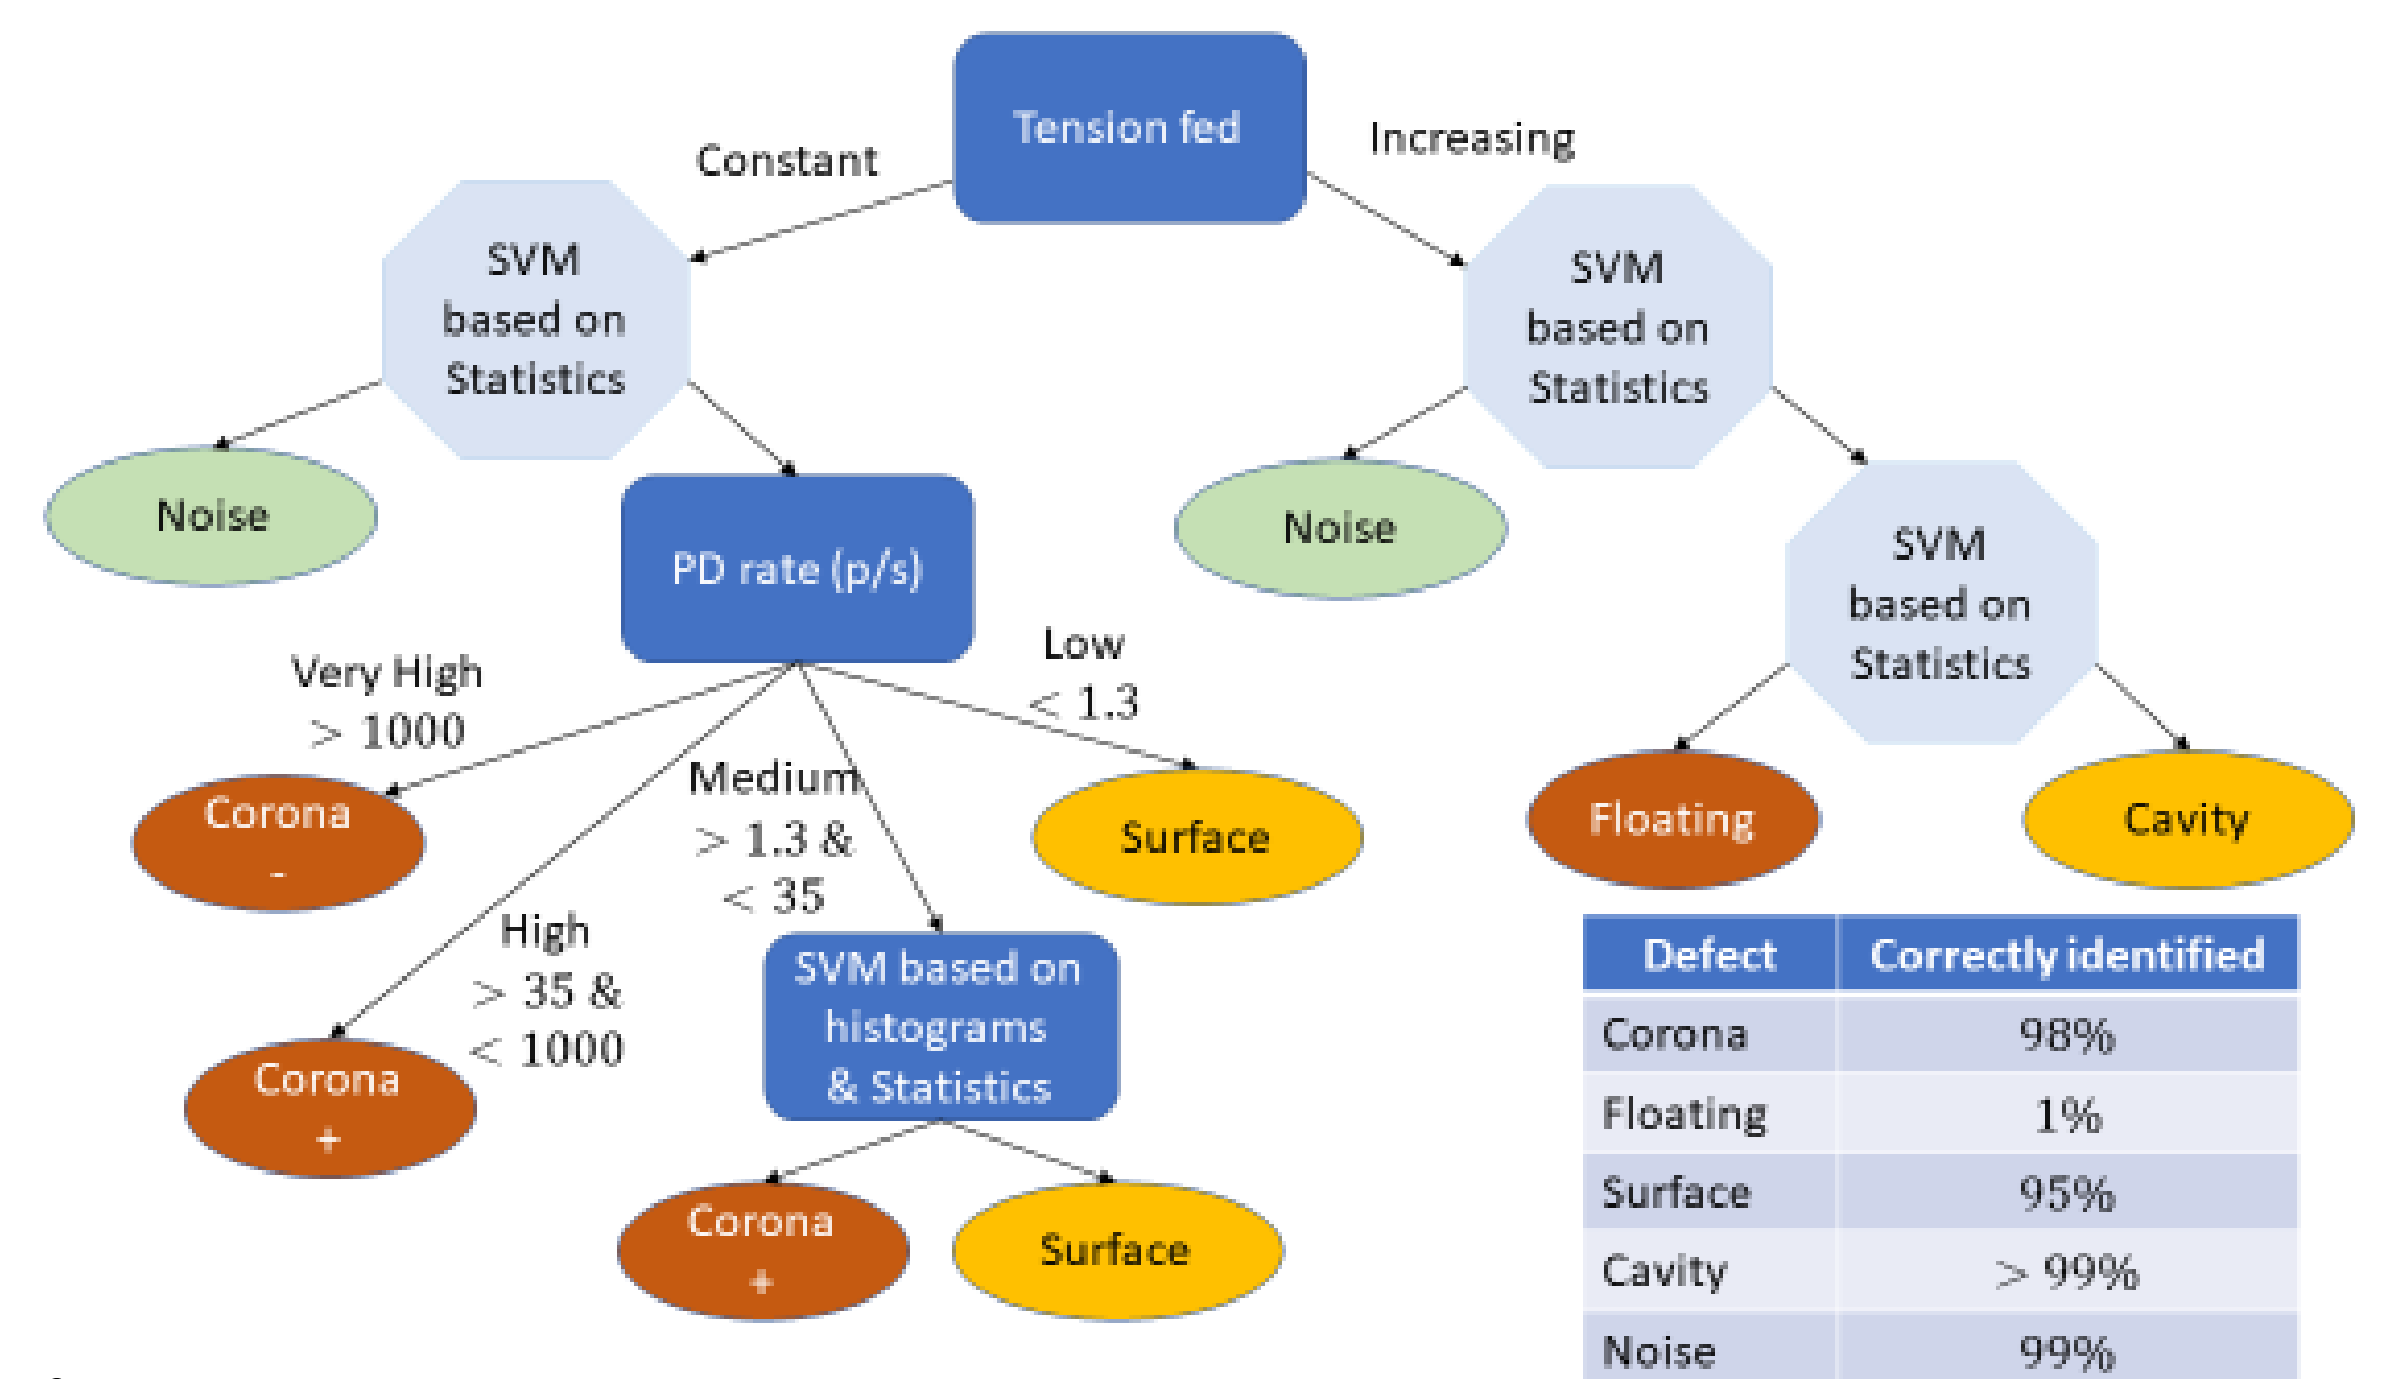 Tension fed
Constant
Increasing
SVM
based on
Statistics
SVM
based on
Statistics
Noise
PD rate (p/s)
Noise
SVM
based on
Statistics
Very High
> 1000
Low
< 1.3
Medium
> 1.3 &
< 35
High
> 35 &
< 1000
Corona
-
Surface
Floating
Cavity
Corona
+
SVM based on
histograms
& Statistics
Corona
+
Surface
Defect Correctly identified
Corona 98%
Floating 1%
Surface 95%
Cavity > 99%
Noise 99%